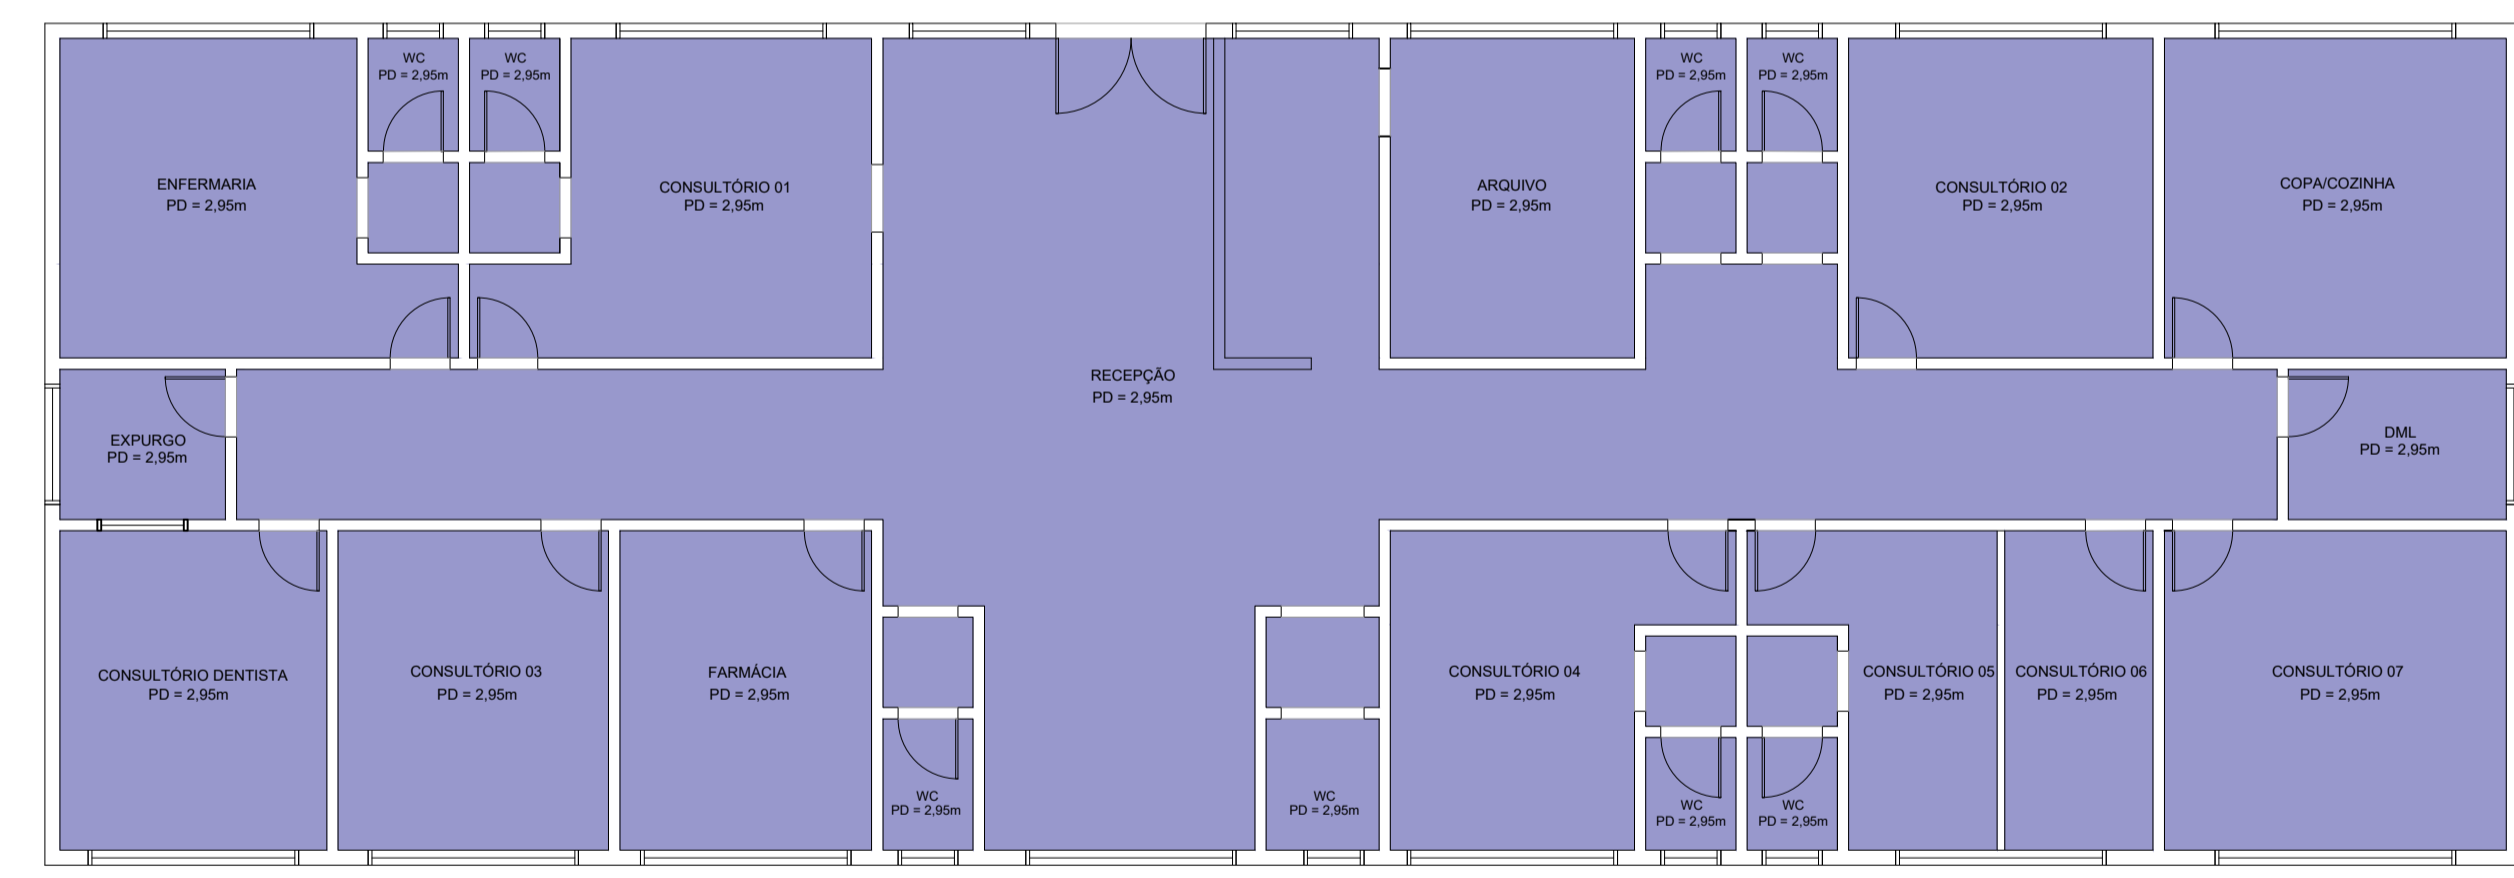 WC
PD = 2,95m
WC
PD = 2,95m
WC
PD = 2,95m
WC
PD = 2,95m
ENFERMARIA
PD = 2,95m
CONSULTÓRIO 01
PD = 2,95m
ARQUIVO
PD = 2,95m
CONSULTÓRIO 02
PD = 2,95m
COPA/COZINHA
PD = 2,95m
RECEPÇÃO
PD = 2,95m
EXPURGO
PD = 2,95m
DML
PD = 2,95m
CONSULTÓRIO DENTISTA
PD = 2,95m
CONSULTÓRIO 03
PD = 2,95m
FARMÁCIA
PD = 2,95m
CONSULTÓRIO 04
PD = 2,95m
CONSULTÓRIO 05
PD = 2,95m
CONSULTÓRIO 06
PD = 2,95m
CONSULTÓRIO 07
PD = 2,95m
WC
PD = 2,95m
WC
PD = 2,95m
WC
PD = 2,95m
WC
PD = 2,95m